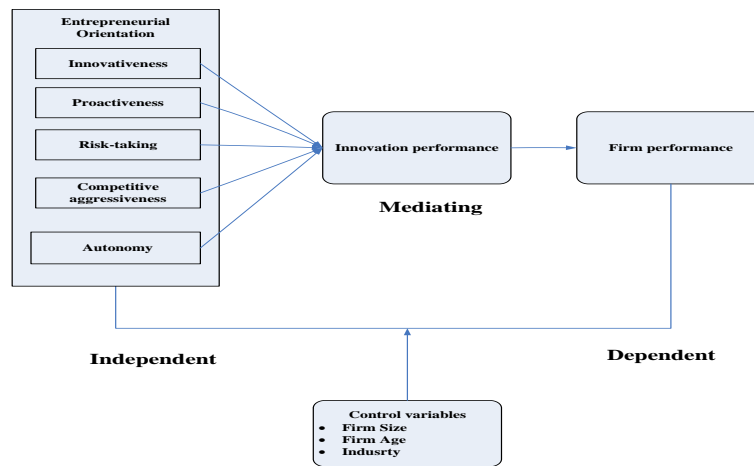 Entrepreneurial
Orientation
Innovativeness
Proactiveness
Risk-taking
Competitive
aggressiveness
Autonomy
Innovation performance
Firm performance
Mediating
Independent
Dependent
Control variables
• Firm Size
• Firm Age
• Indusrty